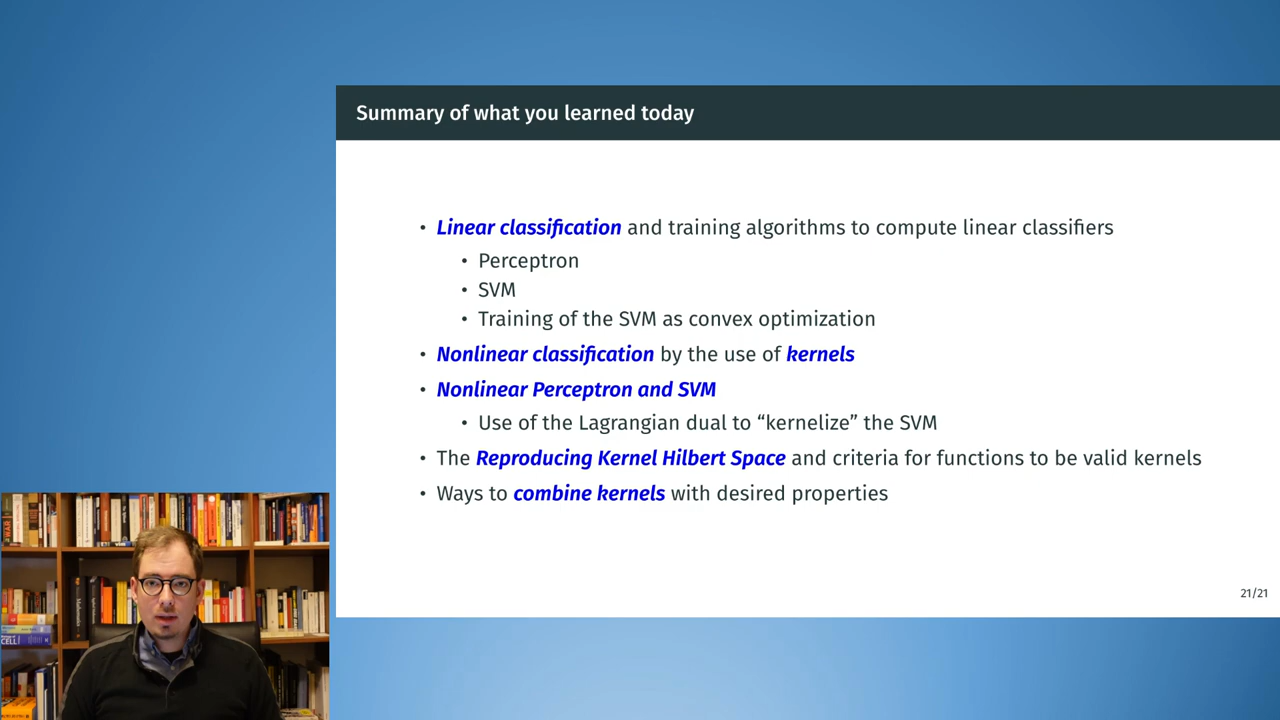 Summary of what you learned today
• Linear classification and training algorithms to compute linear classifiers
• Perceptron
• SVM
• Training of the SVM as convex optimization
• Nonlinear classification by the use of kernels
• Nonlinear Perceptron and SVM
• Use of the Lagrangian dual to “kernelize” the SVM
• The Reproducing Kernel Hilbert Space and criteria for functions to be valid kernels
• Ways to combine kernels with desired properties
21/21
CELL